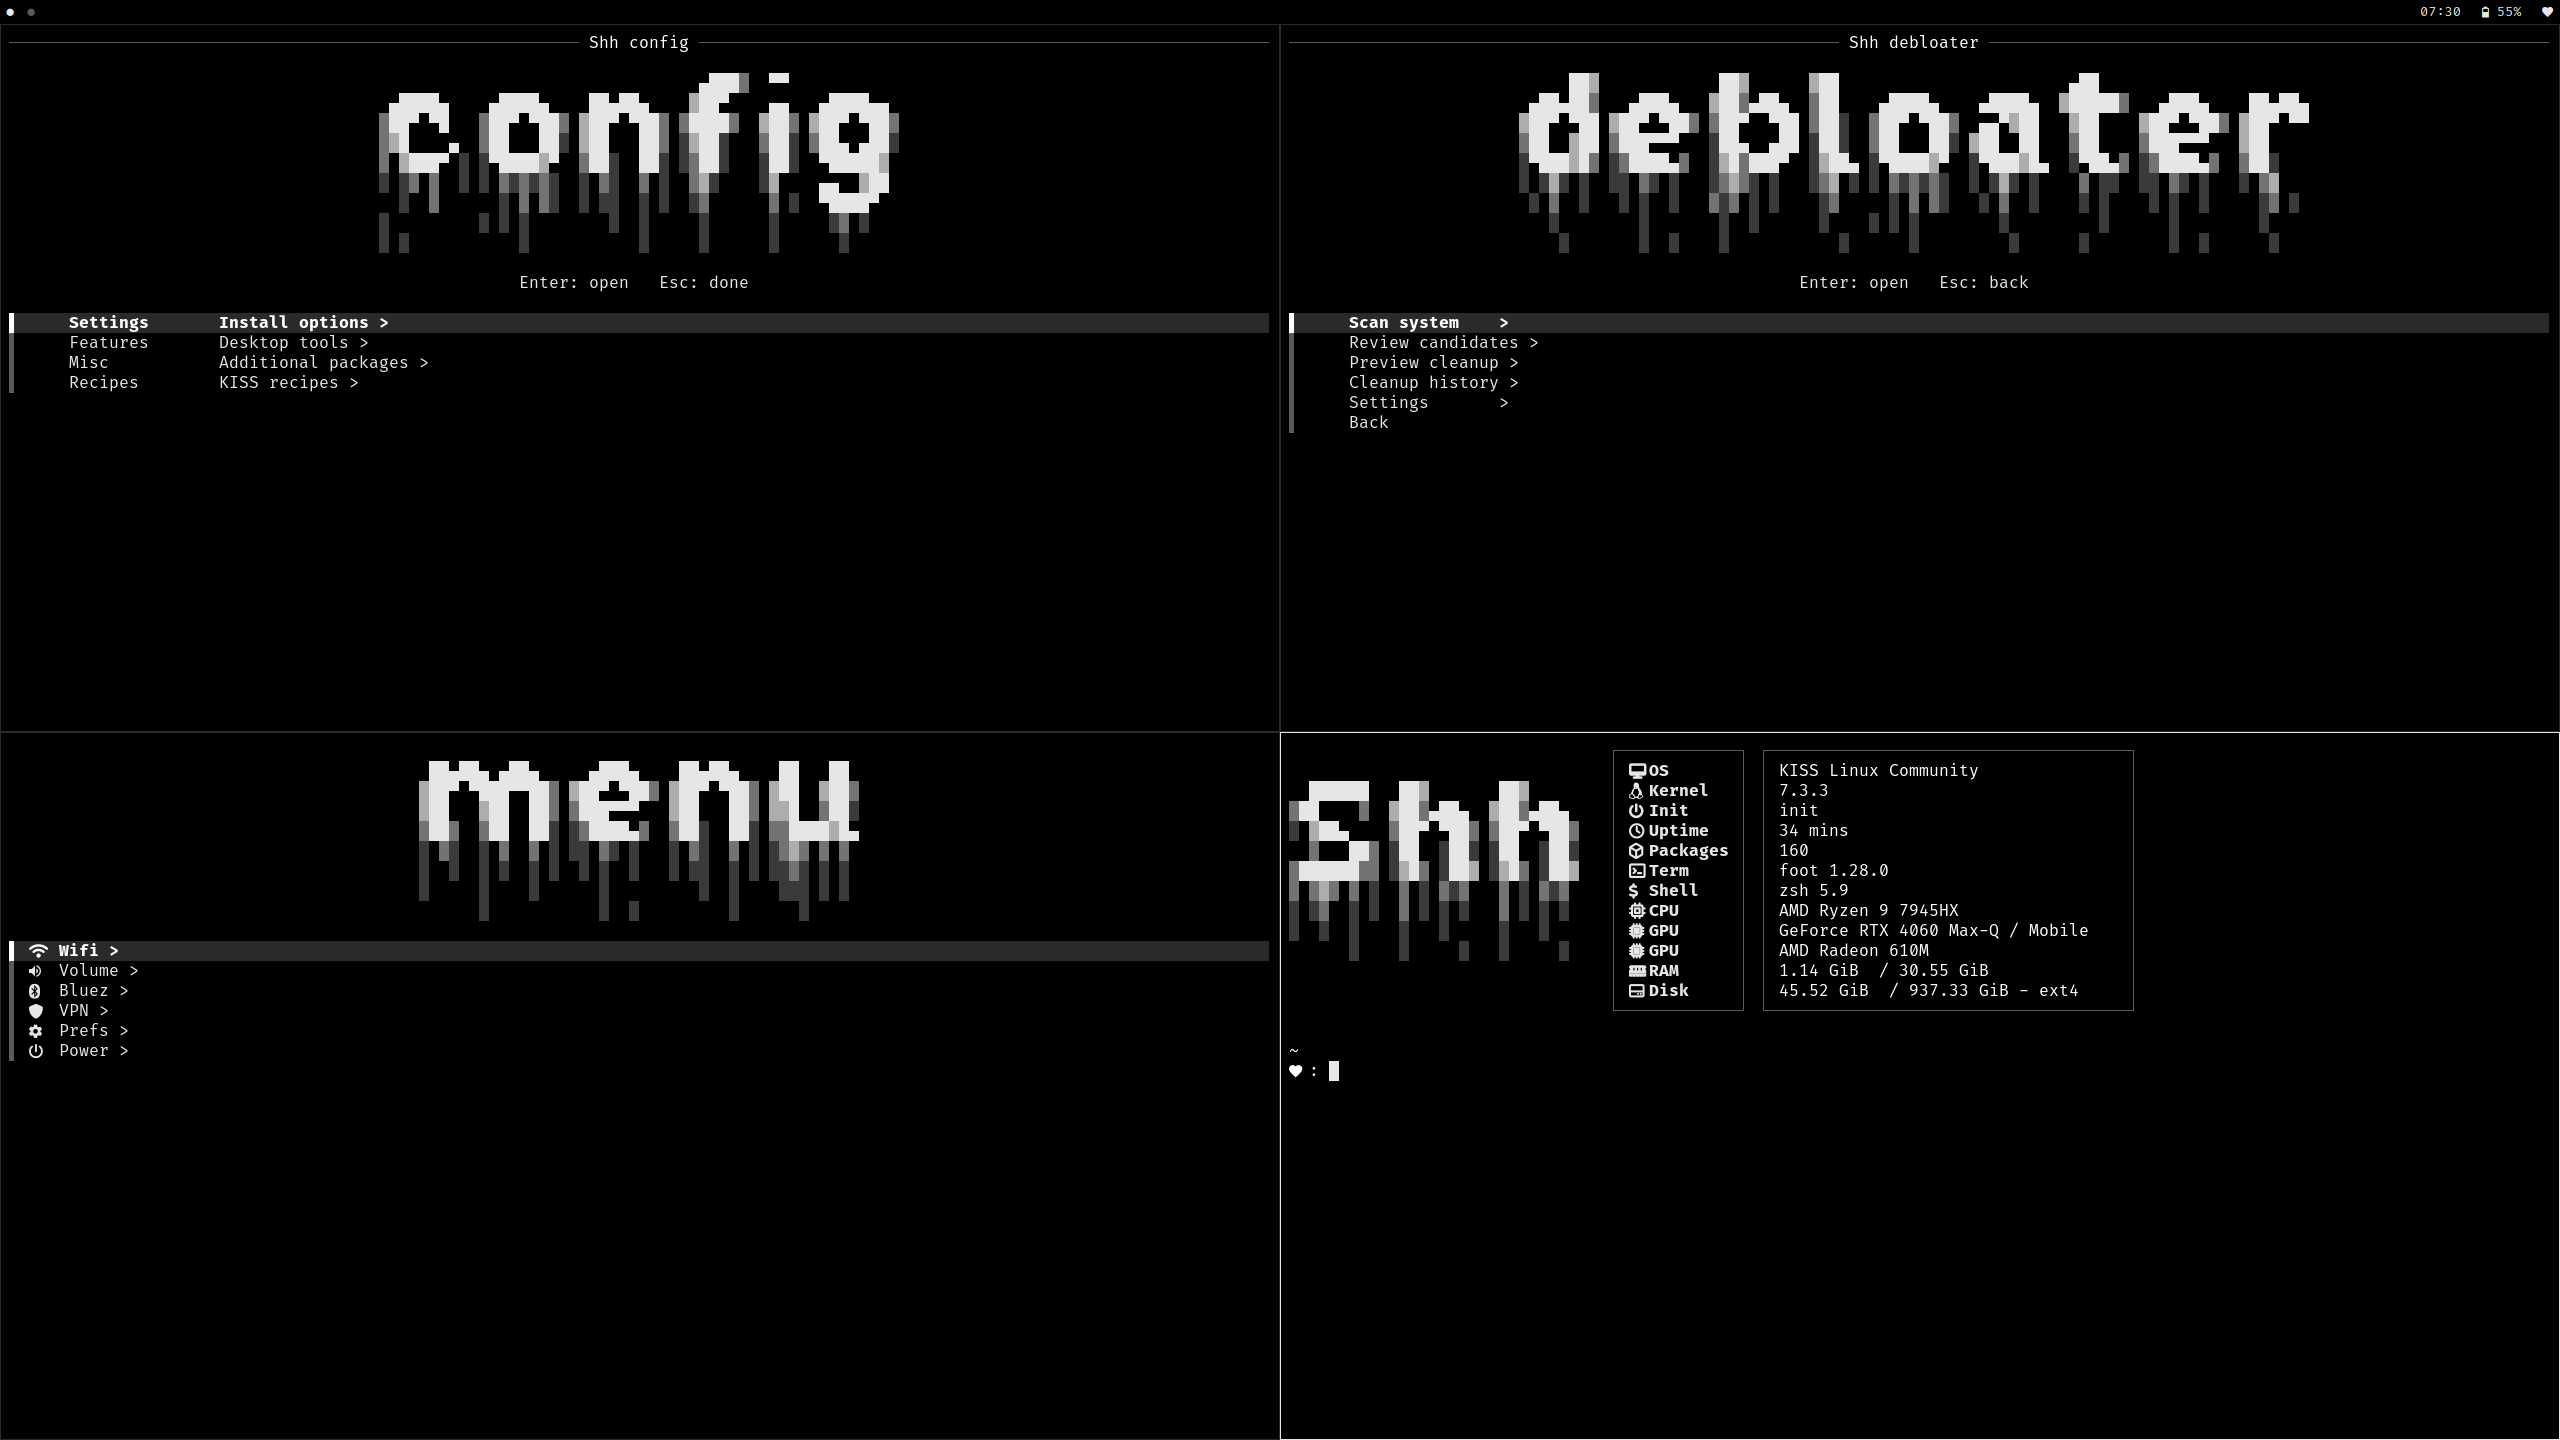 07:30 55%
Shh config
config
Enter: open Esc: done
Settings Install options >
Features Desktop tools >
Misc Additional packages >
Recipes KISS recipes >
Shh debloater
debloater
Enter: open Esc: back
Scan system >
Review candidates >
Preview cleanup >
Cleanup history >
Settings >
Back
menu
Wifi >
Volume >
Bluez >
VPN >
Prefs >
Power >
Shh
OS KISS Linux Community
Kernel 7.3.3
Init init
Uptime 34 mins
Packages 160
Term foot 1.28.0
$ Shell zsh 5.9
CPU AMD Ryzen 9 7945HX
GPU GeForce RTX 4060 Max-Q / Mobile
GPU AMD Radeon 610M
RAM 1.14 GiB / 30.55 GiB
Disk 45.52 GiB / 937.33 GiB - ext4
~
♥ :